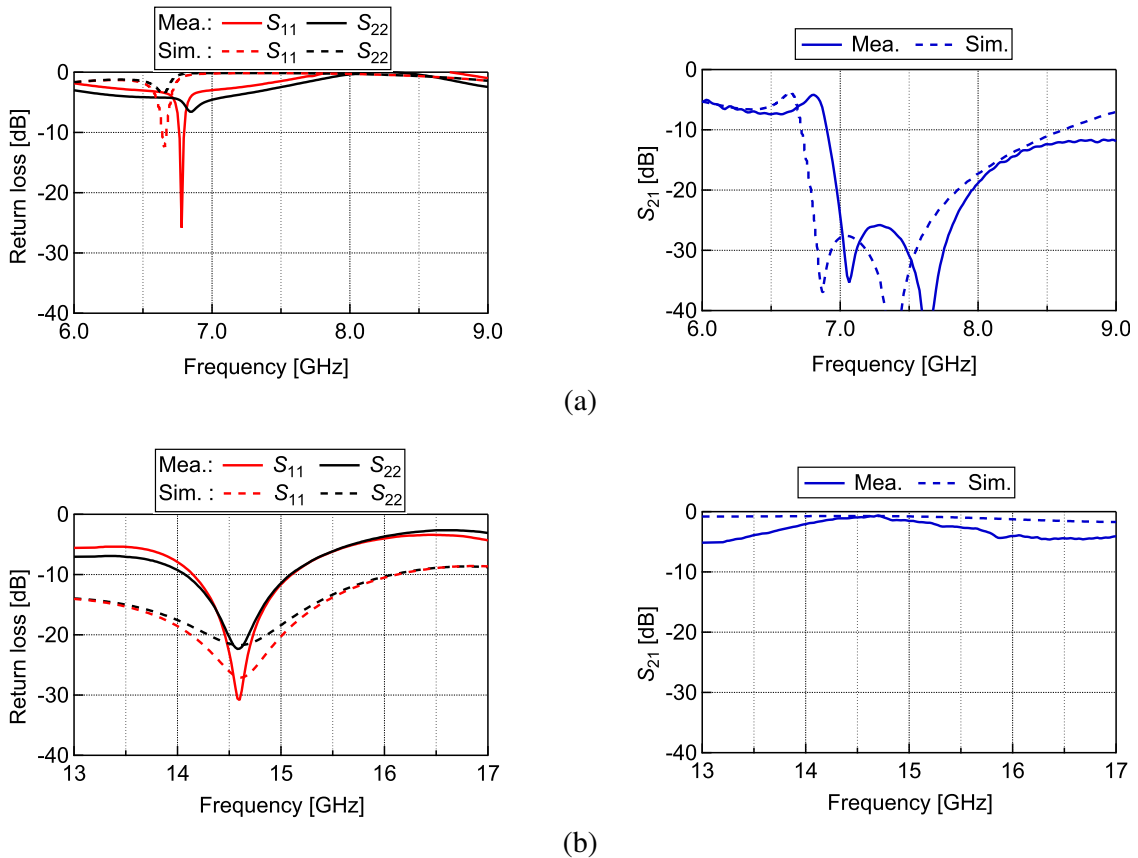 Mea.: S11 S22
Sim. : S11 S22
Return loss [dB]
0
-10
-20
-30
-40
6.0 7.0 8.0 9.0
Frequency [GHz]
Mea. Sim.
S21 [dB]
0
-10
-20
-30
-40
6.0 7.0 8.0 9.0
Frequency [GHz]
(a)
Mea.: S11 S22
Sim. : S11 S22
Return loss [dB]
0
-10
-20
-30
-40
13 14 15 16 17
Frequency [GHz]
Mea. Sim.
S21 [dB]
0
-10
-20
-30
-40
13 14 15 16 17
Frequency [GHz]
(b)